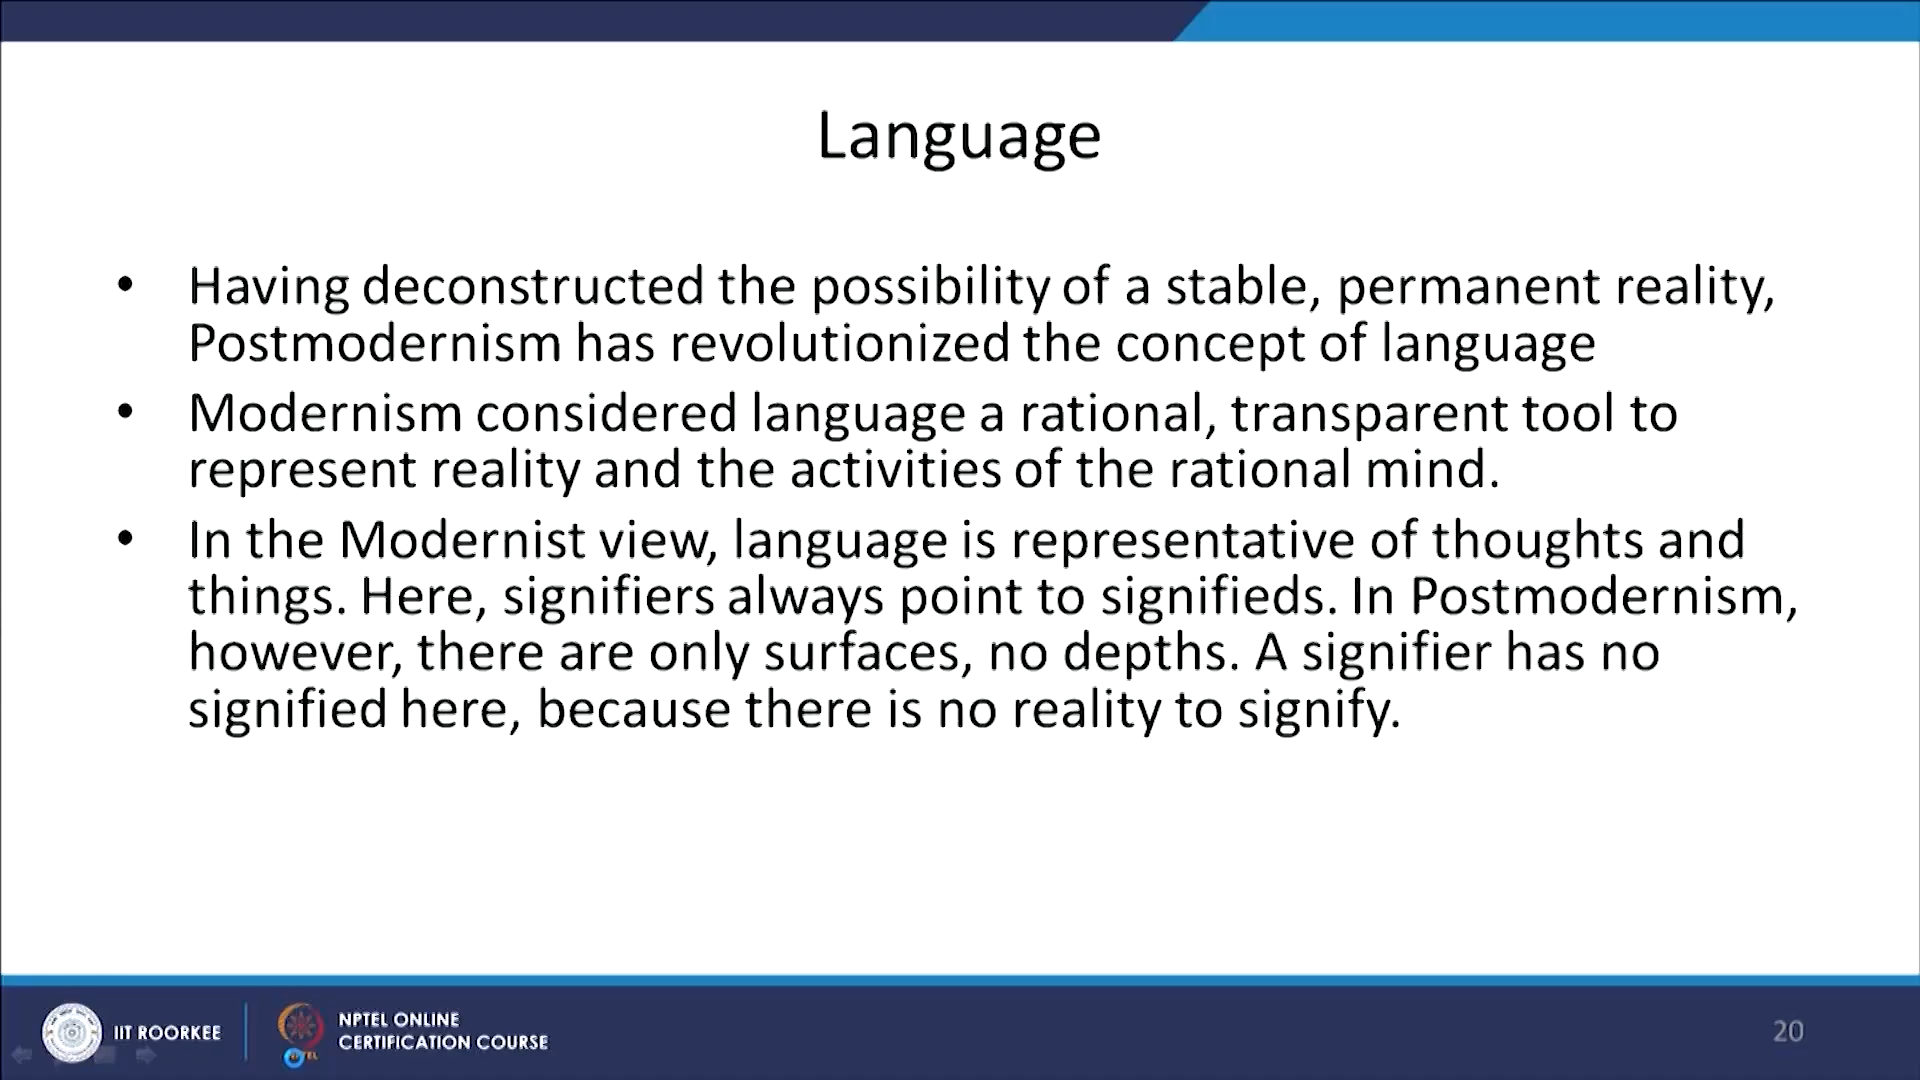 Language
• Having deconstructed the possibility of a stable, permanent reality,
Postmodernism has revolutionized the concept of language
• Modernism considered language a rational, transparent tool to
represent reality and the activities of the rational mind.
• In the Modernist view, language is representative of thoughts and
things. Here, signifiers always point to signifieds. In Postmodernism,
however, there are only surfaces, no depths. A signifier has no
signified here, because there is no reality to signify.
IIT ROORKEE
NPTEL ONLINE
CERTIFICATION COURSE
20